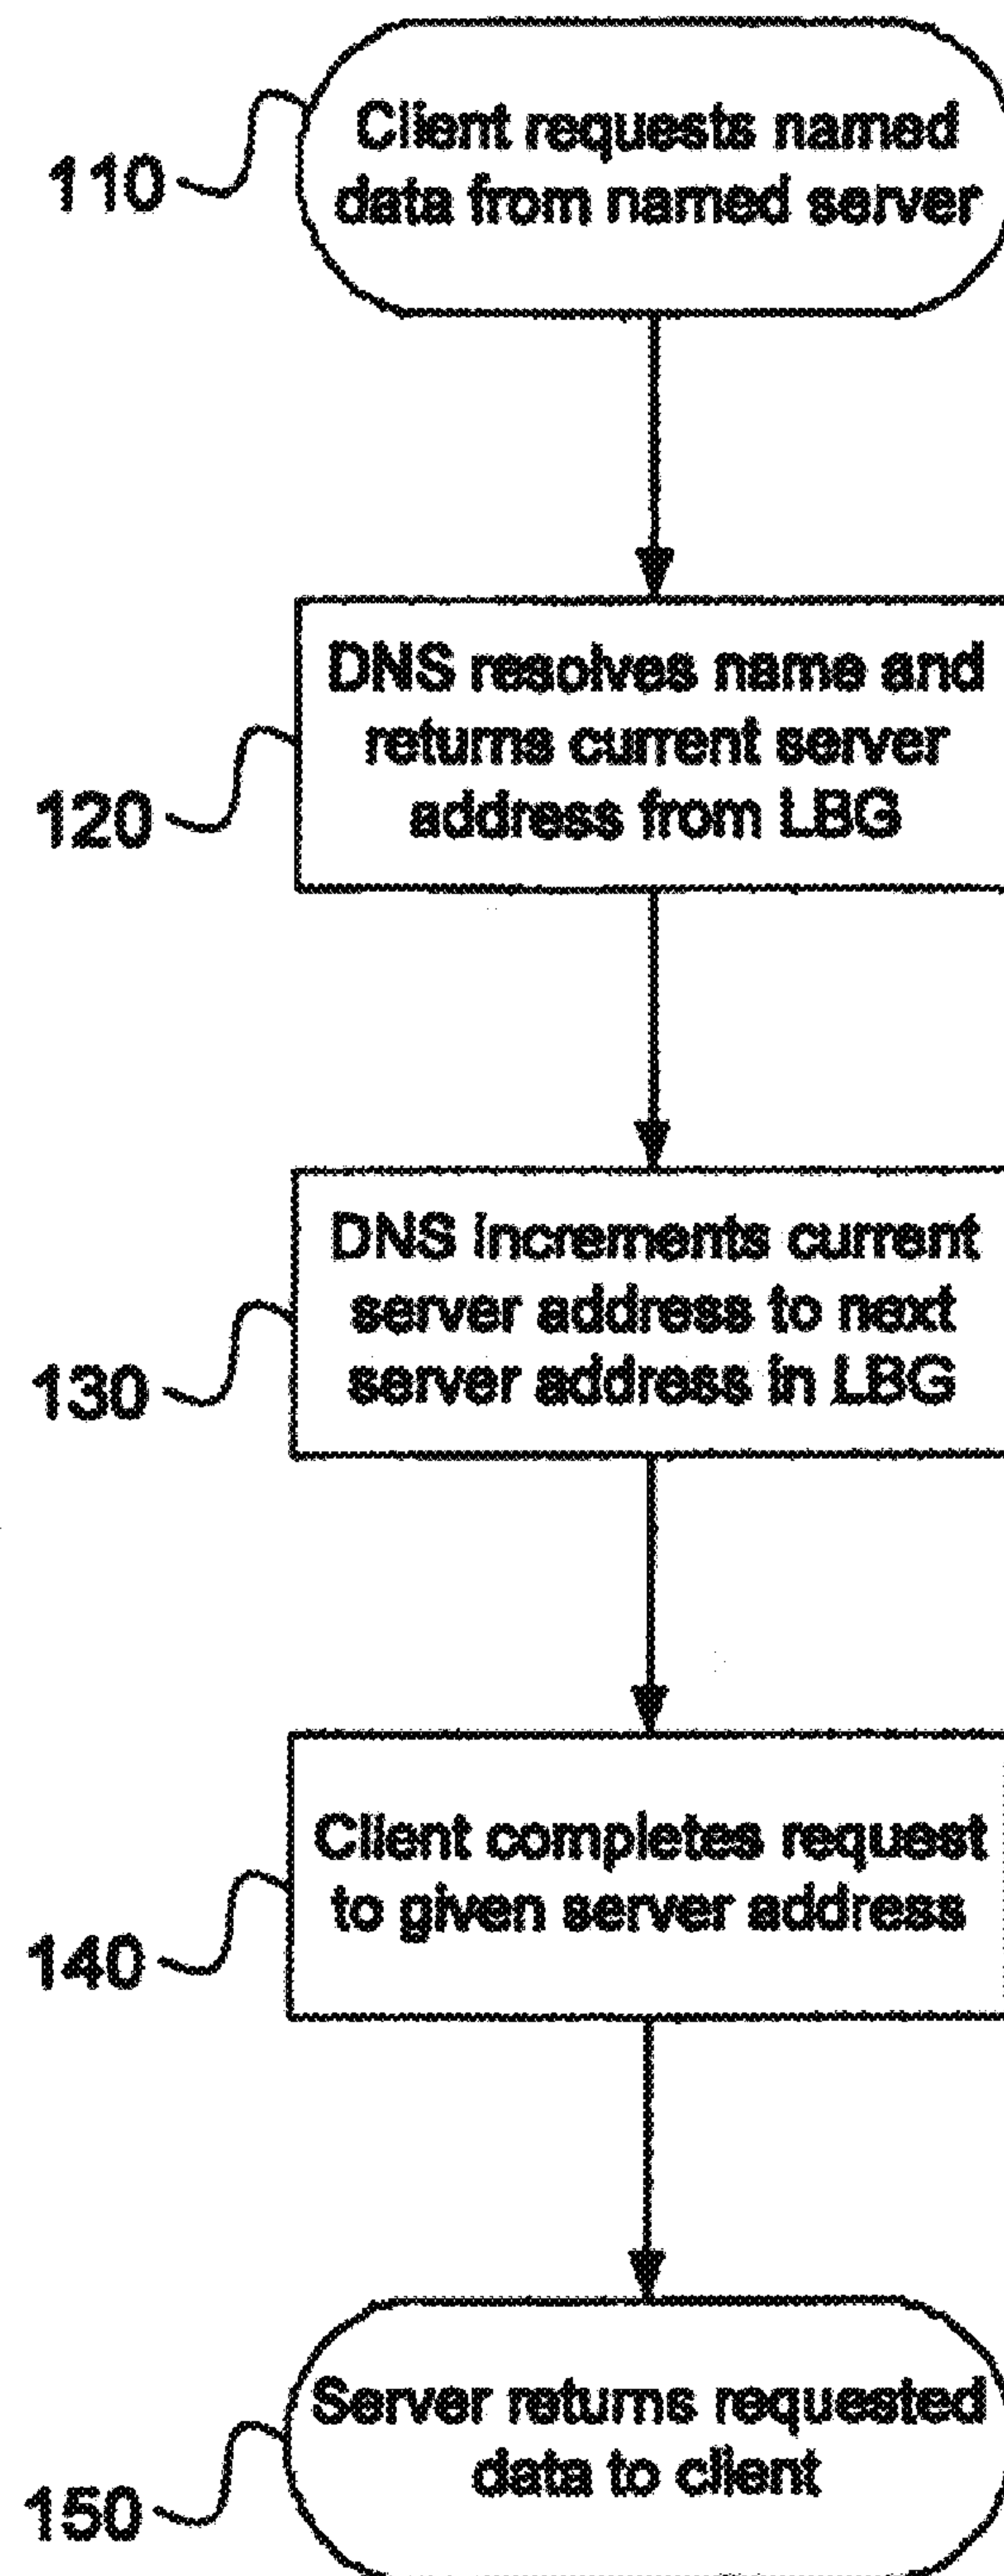 110
Client requests named
data from named server
120
DNS resolves name and
returns current server
address from LBG
130
DNS increments current
server address to next
server address in LBG
140
Client completes request
to given server address
150
Server returns requested
data to client